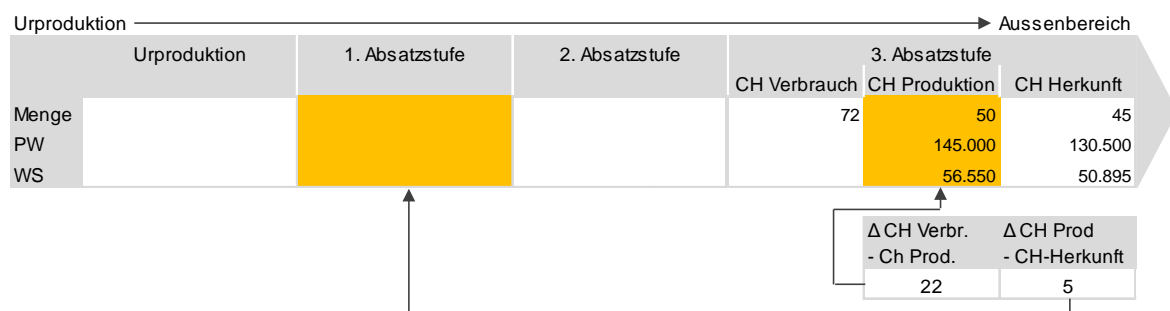 Urproduktion Aussenbereich
Urproduktion 1. Absatzstufe 2. Absatzstufe 3. Absatzstufe
CH Verbrauch CH Produktion CH Herkunft
Menge 72 50 45
PW 145.000 130.500
WS 56.550 50.895
Δ CH Verbr. Δ CH Prod
- Ch Prod. - CH-Herkunft
22 5